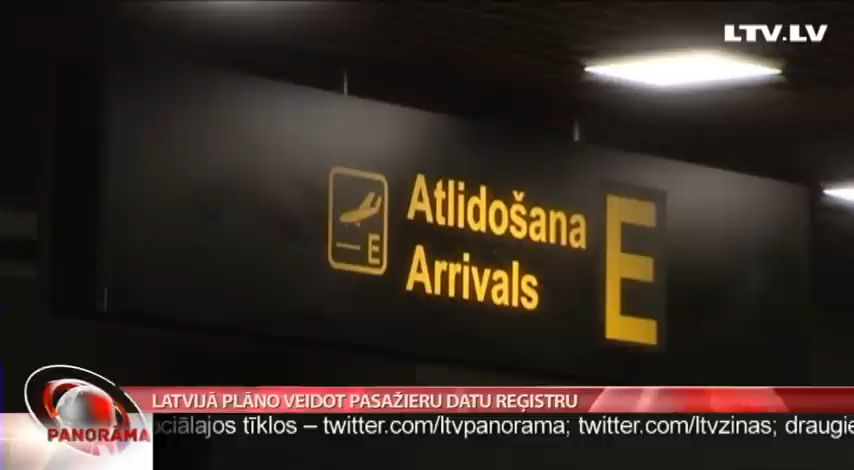 LTV.LV
Atlidošana
Arrivals
E
E
LATVIJĀ PLĀNO VEIDOT PASAŽIERU DATU REĢISTRU
PANORĀMA
ociālajos tīklos – twitter.com/ltvpanorama; twitter.com/ltvzinas; draugie